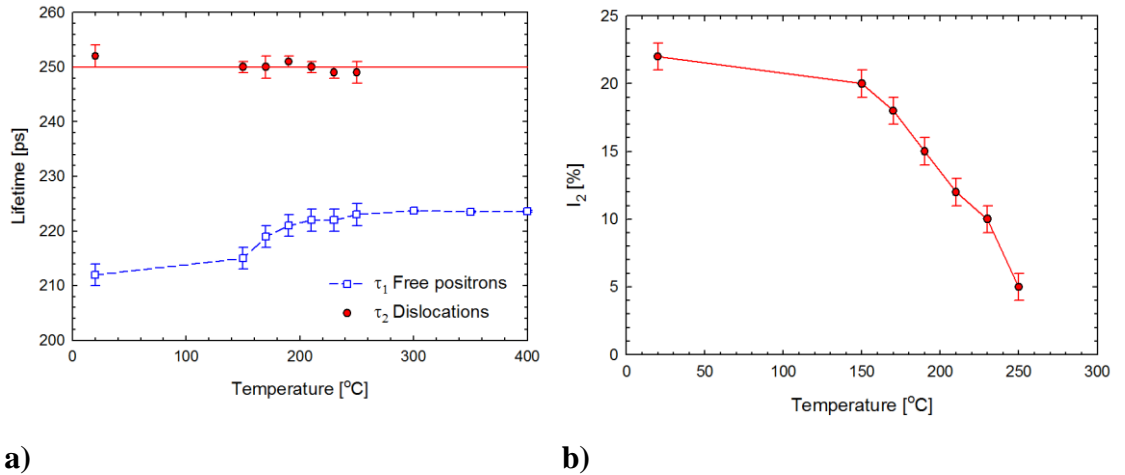 260
250
240
230
220
210
200
Lifetime [ps]
τ1 Free positrons
τ2 Dislocations
0 100 200 300 400
Temperature [°C]
a)
25
20
15
10
5
0
I2 [%]
0 50 100 150 200 250 300
Temperature [°C]
b)